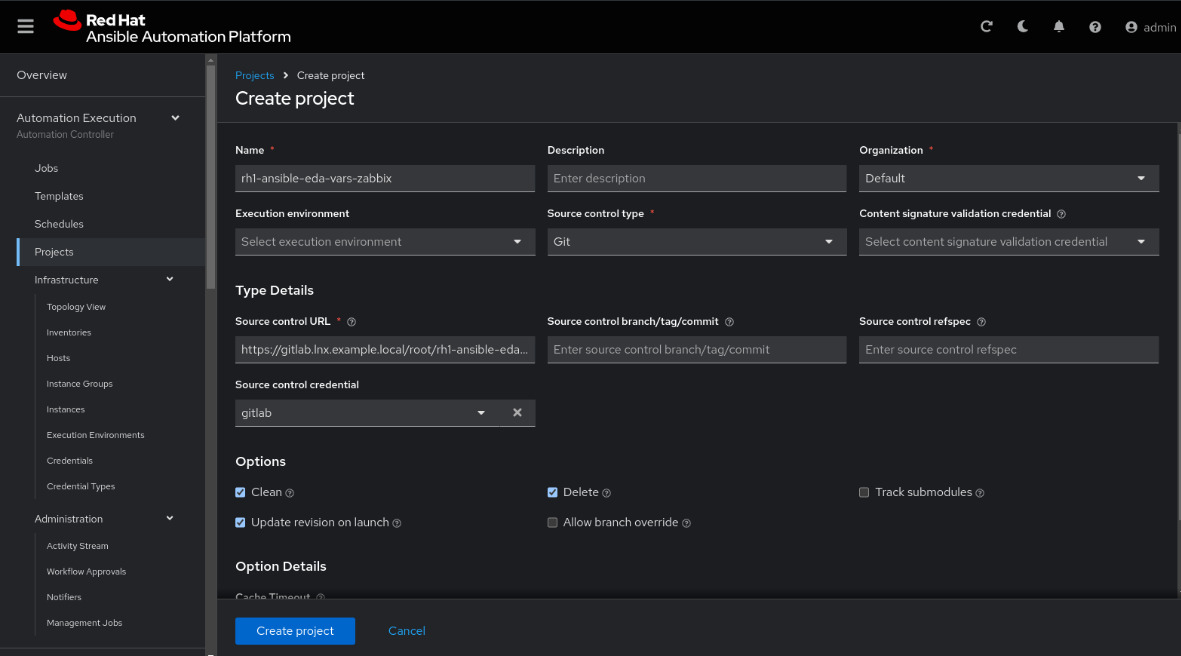 Red Hat
Ansible Automation Platform
admin
Overview
Automation Execution
Automation Controller
Jobs
Templates
Schedules
Projects
Infrastructure
Topology View
Inventories
Hosts
Instance Groups
Instances
Execution Environments
Credentials
Credential Types
Administration
Activity Stream
Workflow Approvals
Notifiers
Management Jobs
Projects > Create project
Create project
Name * Description Organization *
rh1-ansible-eda-vars-zabbix Enter description Default
Execution environment Source control type * Content signature validation credential
Select execution environment Git Select content signature validation credential
Type Details
Source control URL * Source control branch/tag/commit Source control refspec
https://gitlab.lnx.example.local/root/rh1-ansible-eda... Enter source control branch/tag/commit Enter source control refspec
Source control credential
gitlab
Options
Clean Delete Track submodules
Update revision on launch Allow branch override
Option Details
Cache Timeout
Create project Cancel